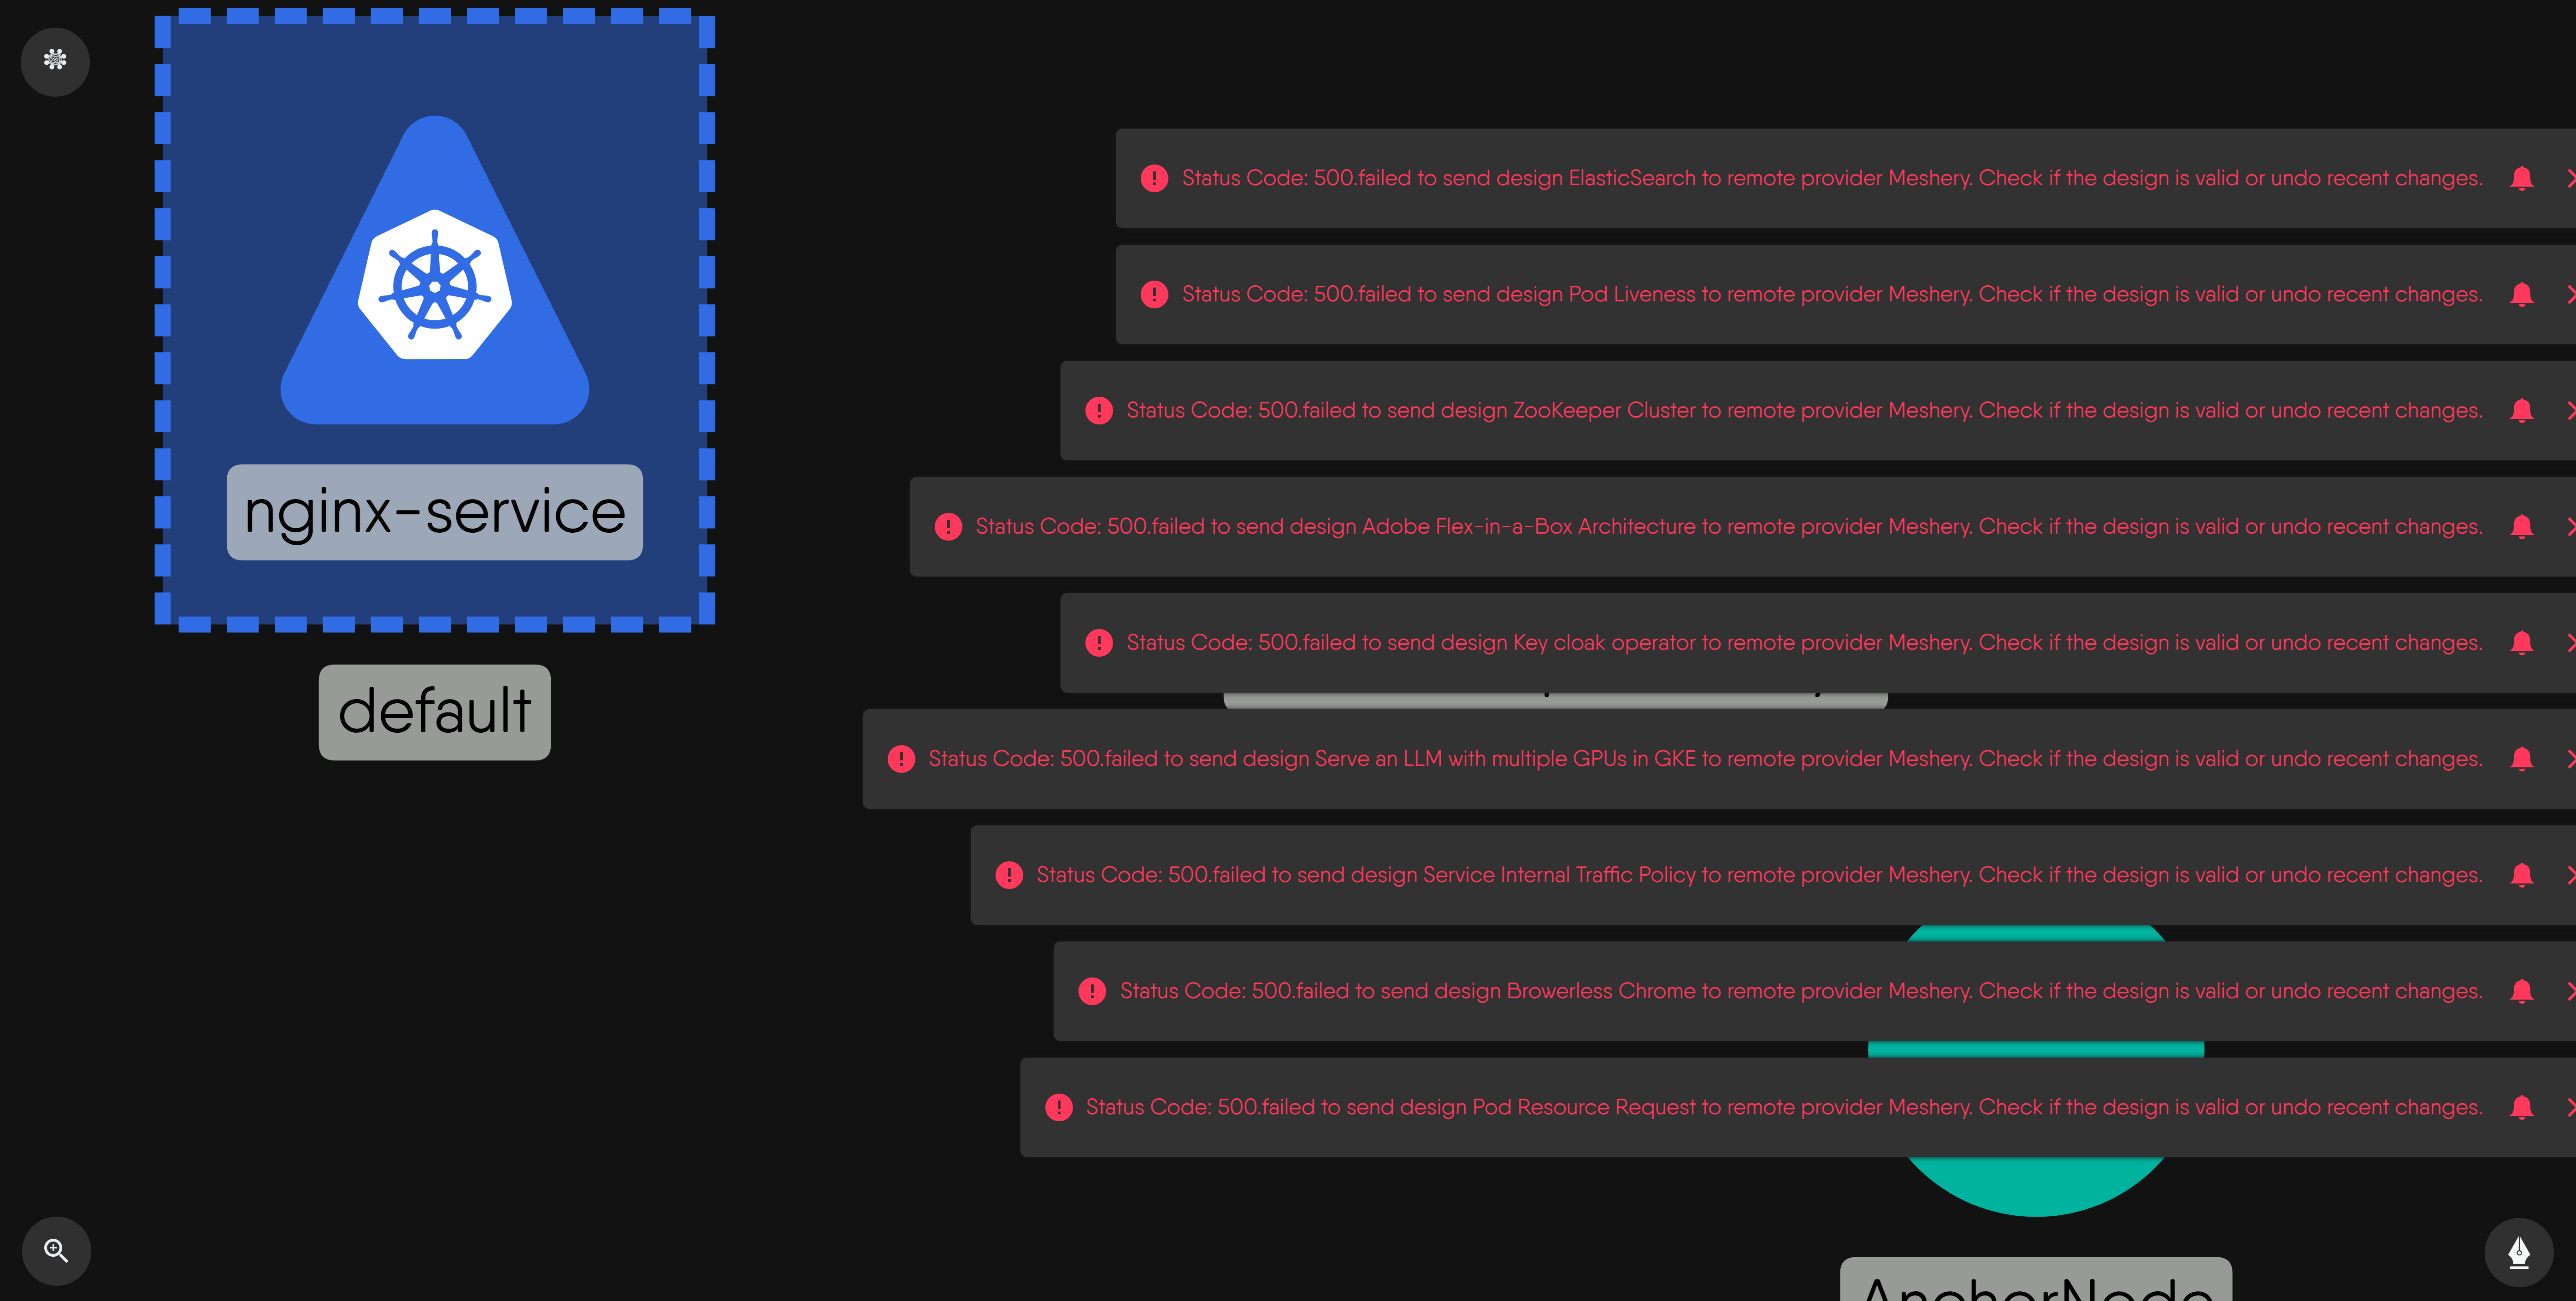 nginx-service
default
Status Code: 500.failed to send design ElasticSearch to remote provider Meshery. Check if the design is valid or undo recent changes.
Status Code: 500.failed to send design Pod Liveness to remote provider Meshery. Check if the design is valid or undo recent changes.
Status Code: 500.failed to send design ZooKeeper Cluster to remote provider Meshery. Check if the design is valid or undo recent changes.
Status Code: 500.failed to send design Adobe Flex-in-a-Box Architecture to remote provider Meshery. Check if the design is valid or undo recent changes.
Status Code: 500.failed to send design Key cloak operator to remote provider Meshery. Check if the design is valid or undo recent changes.
Status Code: 500.failed to send design Serve an LLM with multiple GPUs in GKE to remote provider Meshery. Check if the design is valid or undo recent changes.
Status Code: 500.failed to send design Service Internal Traffic Policy to remote provider Meshery. Check if the design is valid or undo recent changes.
Status Code: 500.failed to send design Browerless Chrome to remote provider Meshery. Check if the design is valid or undo recent changes.
Status Code: 500.failed to send design Pod Resource Request to remote provider Meshery. Check if the design is valid or undo recent changes.
AnchorNode